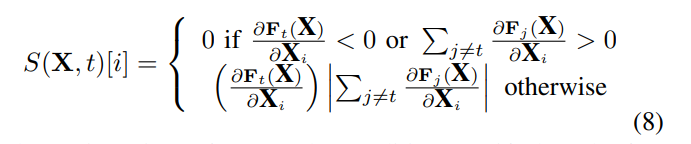 S(X, t)[i] = { 0 if ∂F_t(X)/∂X_i < 0 or ∑_{j≠t} ∂F_j(X)/∂X_i > 0
(∂F_t(X)/∂X_i) |∑_{j≠t} ∂F_j(X)/∂X_i| otherwise
(8)